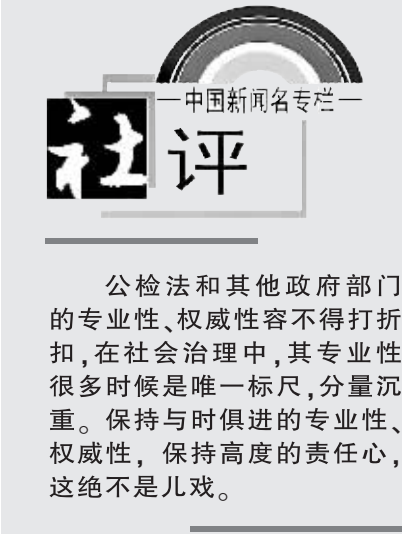 —中国新闻名专栏—
社评
公检法和其他政府部门
的专业性、权威性容不得打折
扣,在社会治理中,其专业性
很多时候是唯一标尺,分量沉
重。保持与时俱进的专业性、
权威性，保持高度的责任心,
这绝不是儿戏。